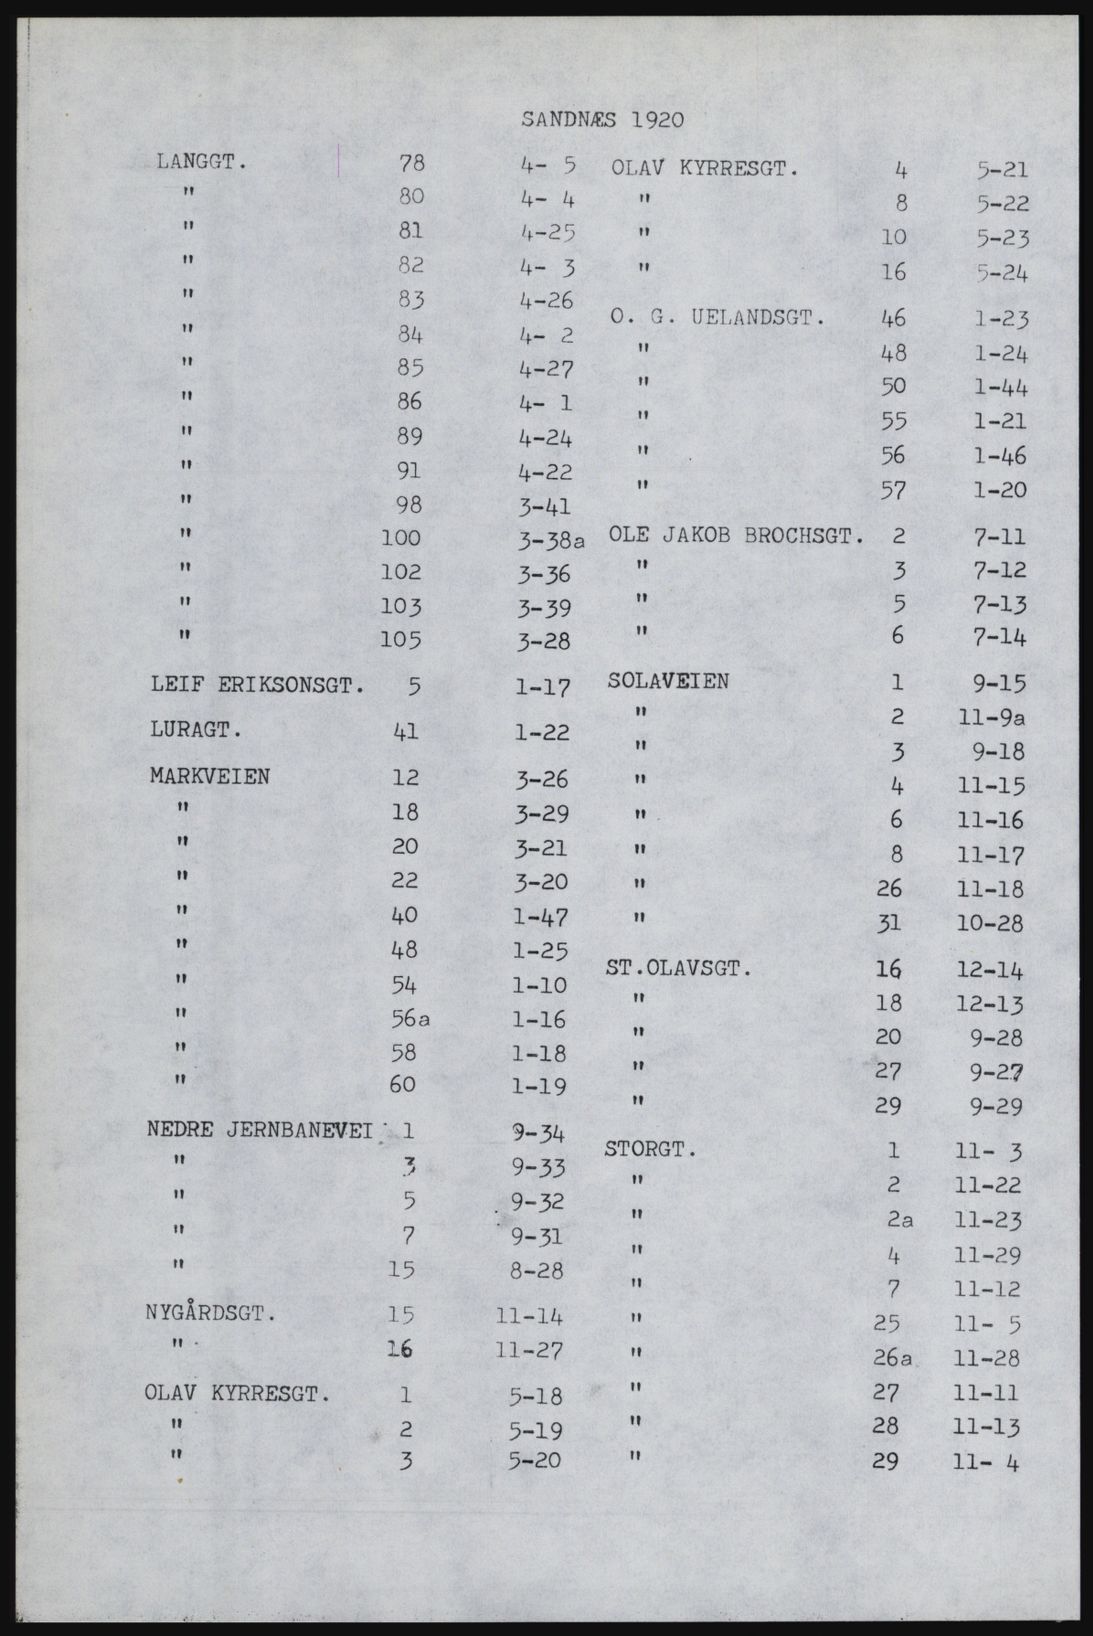 SANDNÆS 1920
LANGGT. 78 4- 5
" 80 4- 4
" 81 4-25
" 82 4- 3
" 83 4-26
" 84 4- 2
" 85 4-27
" 86 4- 1
" 89 4-24
" 91 4-22
" 98 3-41
" 100 3-38a
" 102 3-36
" 103 3-39
" 105 3-28
LEIF ERIKSONSGT. 5 1-17
LURAGT. 41 1-22
MARKVEIEN 12 3-26
" 18 3-29
" 20 3-21
" 22 3-20
" 40 1-47
" 48 1-25
" 54 1-10
" 56a 1-16
" 58 1-18
" 60 1-19
NEDRE JERNBANEVEI 1 9-34
" 3 9-33
" 5 9-32
" 7 9-31
" 15 8-28
NYGÅRDSGT. 15 11-14
" 16 11-27
OLAV KYRRESGT. 1 5-18
" 2 5-19
" 3 5-20
OLAV KYRRESGT. 4 5-21
" 8 5-22
" 10 5-23
" 16 5-24
O. G. UELANDSGT. 46 1-23
" 48 1-24
" 50 1-44
" 55 1-21
" 56 1-46
" 57 1-20
OLE JAKOB BROCHSGT. 2 7-11
" 3 7-12
" 5 7-13
" 6 7-14
SOLAVEIEN 1 9-15
" 2 11-9a
" 3 9-18
" 4 11-15
" 6 11-16
" 8 11-17
" 26 11-18
" 31 10-28
ST.OLAVSGT. 16 12-14
" 18 12-13
" 20 9-28
" 27 9-27
" 29 9-29
STORGT. 1 11- 3
" 2 11-22
" 2a 11-23
" 4 11-29
" 7 11-12
" 25 11- 5
" 26a 11-28
" 27 11-11
" 28 11-13
" 29 11- 4